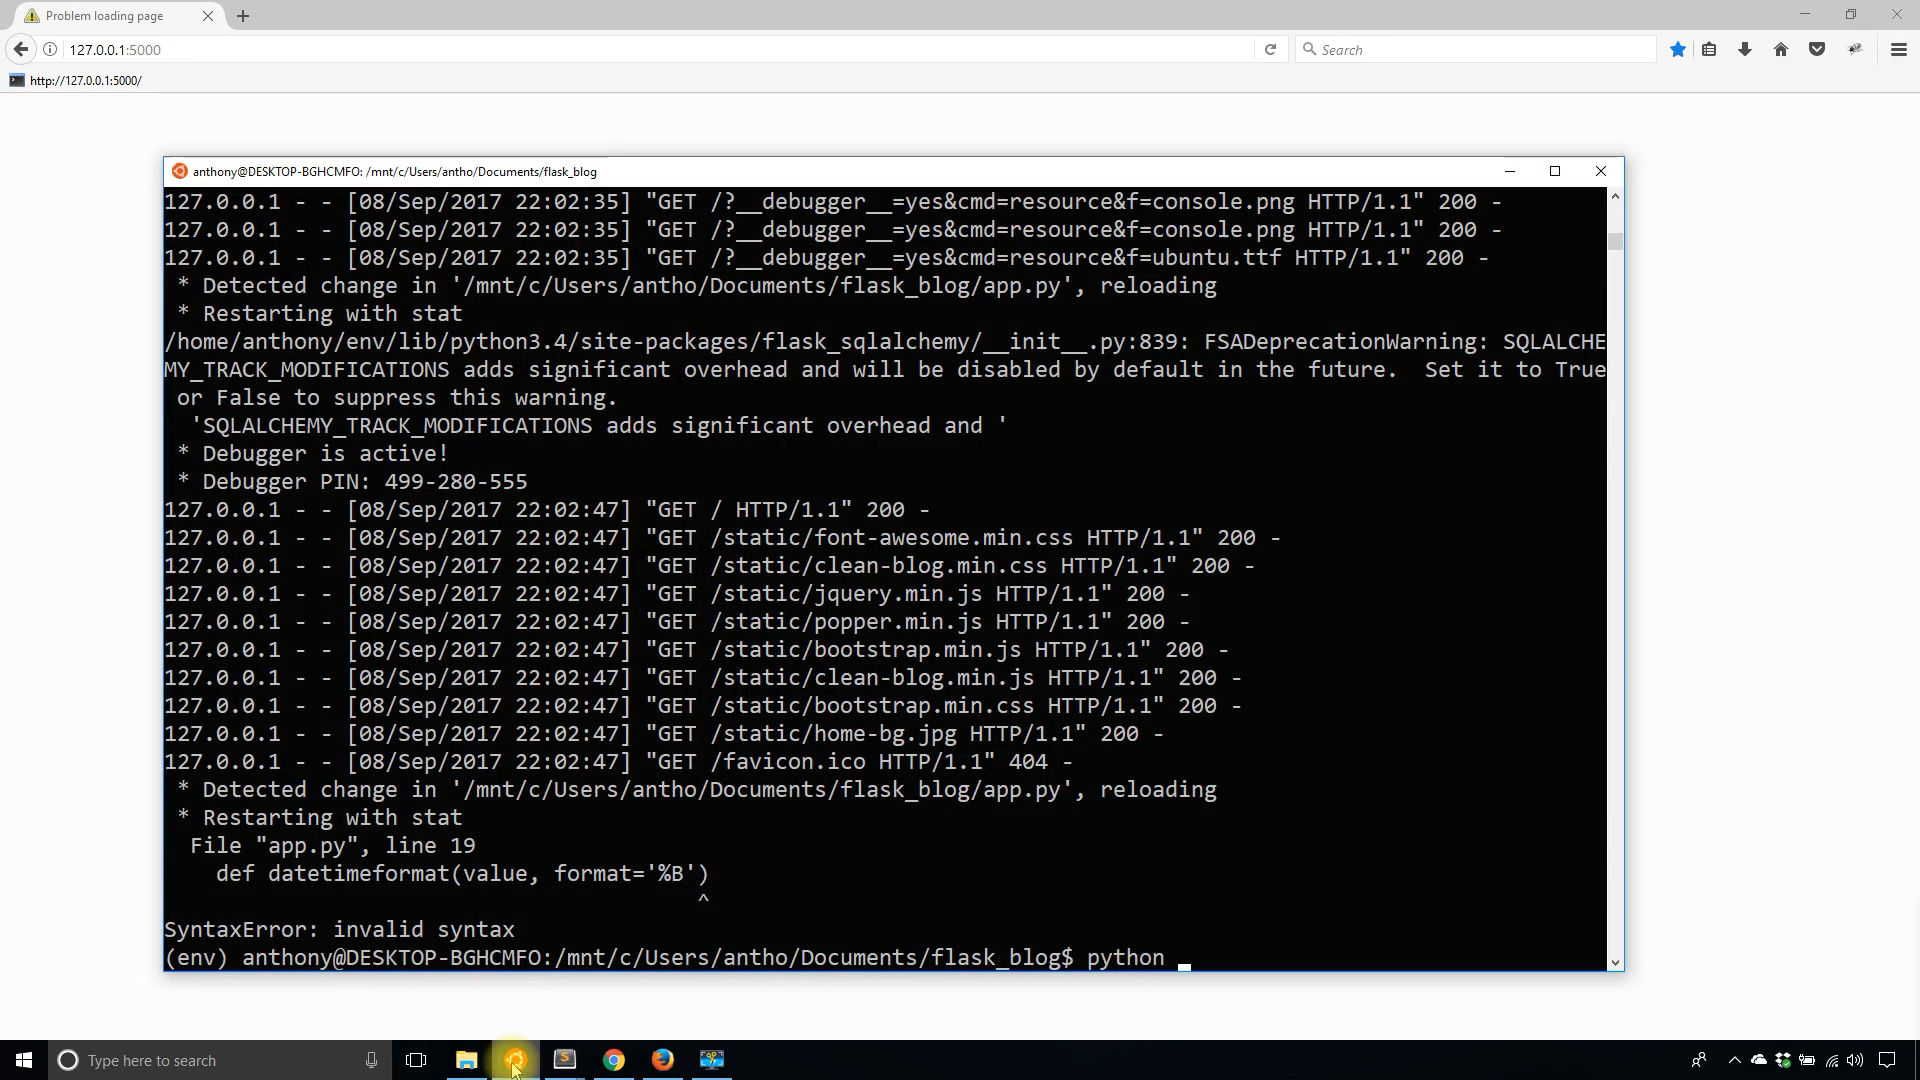 Problem loading page
127.0.0.1:5000
Search
http://127.0.0.1:5000/
anthony@DESKTOP-BGHCMFO: /mnt/c/Users/antho/Documents/flask_blog
127.0.0.1 - - [08/Sep/2017 22:02:35] "GET /?__debugger__=yes&cmd=resource&f=console.png HTTP/1.1" 200 -
127.0.0.1 - - [08/Sep/2017 22:02:35] "GET /?__debugger__=yes&cmd=resource&f=console.png HTTP/1.1" 200 -
127.0.0.1 - - [08/Sep/2017 22:02:35] "GET /?__debugger__=yes&cmd=resource&f=ubuntu.ttf HTTP/1.1" 200 -
* Detected change in '/mnt/c/Users/antho/Documents/flask_blog/app.py', reloading
* Restarting with stat
/home/anthony/env/lib/python3.4/site-packages/flask_sqlalchemy/__init__.py:839: FSADeprecationWarning: SQLALCHE
MY_TRACK_MODIFICATIONS adds significant overhead and will be disabled by default in the future.  Set it to True
or False to suppress this warning.
'SQLALCHEMY_TRACK_MODIFICATIONS adds significant overhead and '
* Debugger is active!
* Debugger PIN: 499-280-555
127.0.0.1 - - [08/Sep/2017 22:02:47] "GET / HTTP/1.1" 200 -
127.0.0.1 - - [08/Sep/2017 22:02:47] "GET /static/font-awesome.min.css HTTP/1.1" 200 -
127.0.0.1 - - [08/Sep/2017 22:02:47] "GET /static/clean-blog.min.css HTTP/1.1" 200 -
127.0.0.1 - - [08/Sep/2017 22:02:47] "GET /static/jquery.min.js HTTP/1.1" 200 -
127.0.0.1 - - [08/Sep/2017 22:02:47] "GET /static/popper.min.js HTTP/1.1" 200 -
127.0.0.1 - - [08/Sep/2017 22:02:47] "GET /static/bootstrap.min.js HTTP/1.1" 200 -
127.0.0.1 - - [08/Sep/2017 22:02:47] "GET /static/clean-blog.min.js HTTP/1.1" 200 -
127.0.0.1 - - [08/Sep/2017 22:02:47] "GET /static/bootstrap.min.css HTTP/1.1" 200 -
127.0.0.1 - - [08/Sep/2017 22:02:47] "GET /static/home-bg.jpg HTTP/1.1" 200 -
127.0.0.1 - - [08/Sep/2017 22:02:47] "GET /favicon.ico HTTP/1.1" 404 -
* Detected change in '/mnt/c/Users/antho/Documents/flask_blog/app.py', reloading
* Restarting with stat
File "app.py", line 19
def datetimeformat(value, format='%B')
^
SyntaxError: invalid syntax
(env) anthony@DESKTOP-BGHCMFO:/mnt/c/Users/antho/Documents/flask_blog$ python
Type here to search